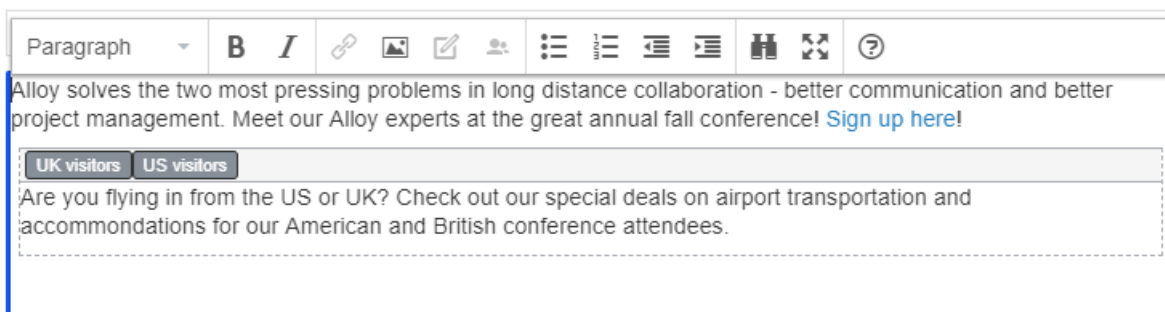 Paragraph
Alloy solves the two most pressing problems in long distance collaboration - better communication and better
project management. Meet our Alloy experts at the great annual fall conference! Sign up here!
UK visitors US visitors
Are you flying in from the US or UK? Check out our special deals on airport transportation and
accommondations for our American and British conference attendees.